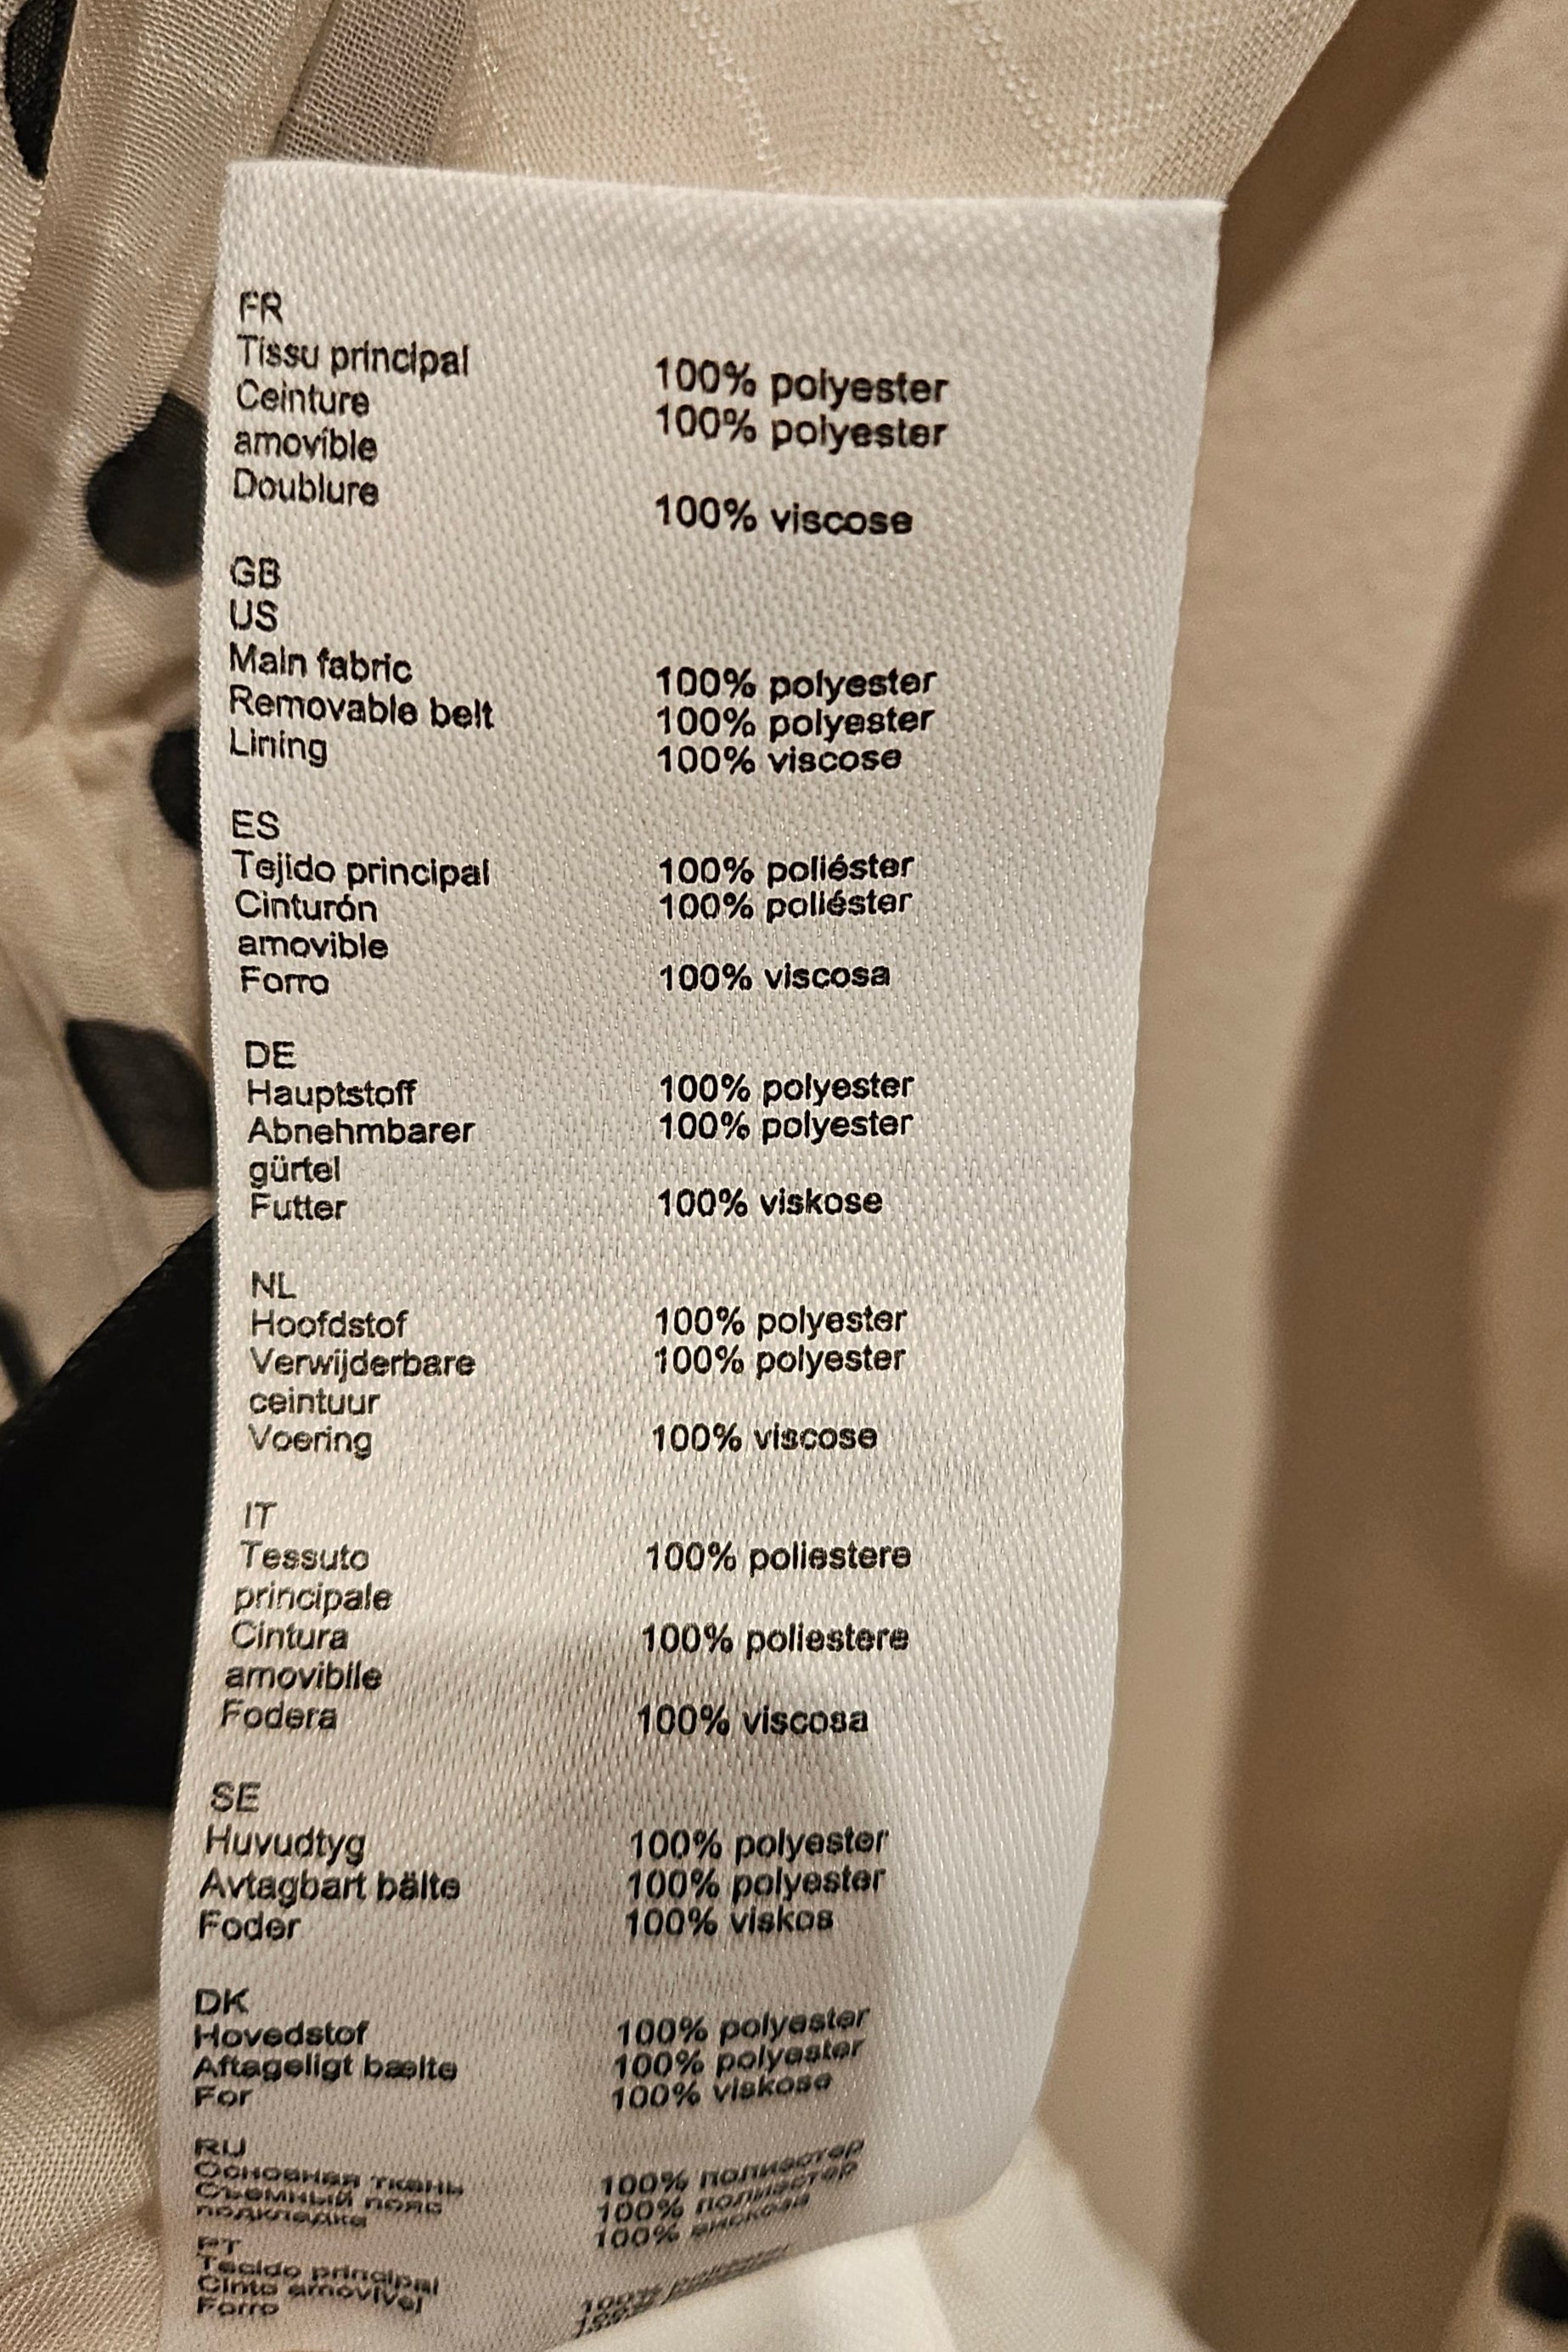 FR
Tissu principal 100% polyester
Ceinture 100% polyester
amovible
Doublure 100% viscose
GB
US
Main fabric 100% polyester
Removable belt 100% polyester
Lining 100% viscose
ES
Tejido principal 100% poliéster
Cinturón 100% poliéster
amovible
Forro 100% viscosa
DE
Hauptstoff 100% polyester
Abnehmbarer 100% polyester
gürtel
Futter 100% viskose
NL
Hoofdstof 100% polyester
Verwijderbare 100% polyester
ceintuur
Voering 100% viscose
IT
Tessuto 100% poliestere
principale
Cintura 100% poliestere
amovibile
Fodera 100% viscosa
SE
Huvudtyg 100% polyester
Avtagbart bälte 100% polyester
Foder 100% viskos
DK
Hovedstof 100% polyester
Aftageligt bælte 100% polyester
For 100% viskose
RU
Основная ткань 100% полиэстер
Съемный пояс 100% полиэстер
подкладка 100% вискоза
PT
Tecido principal
Cinto amovível
Forro